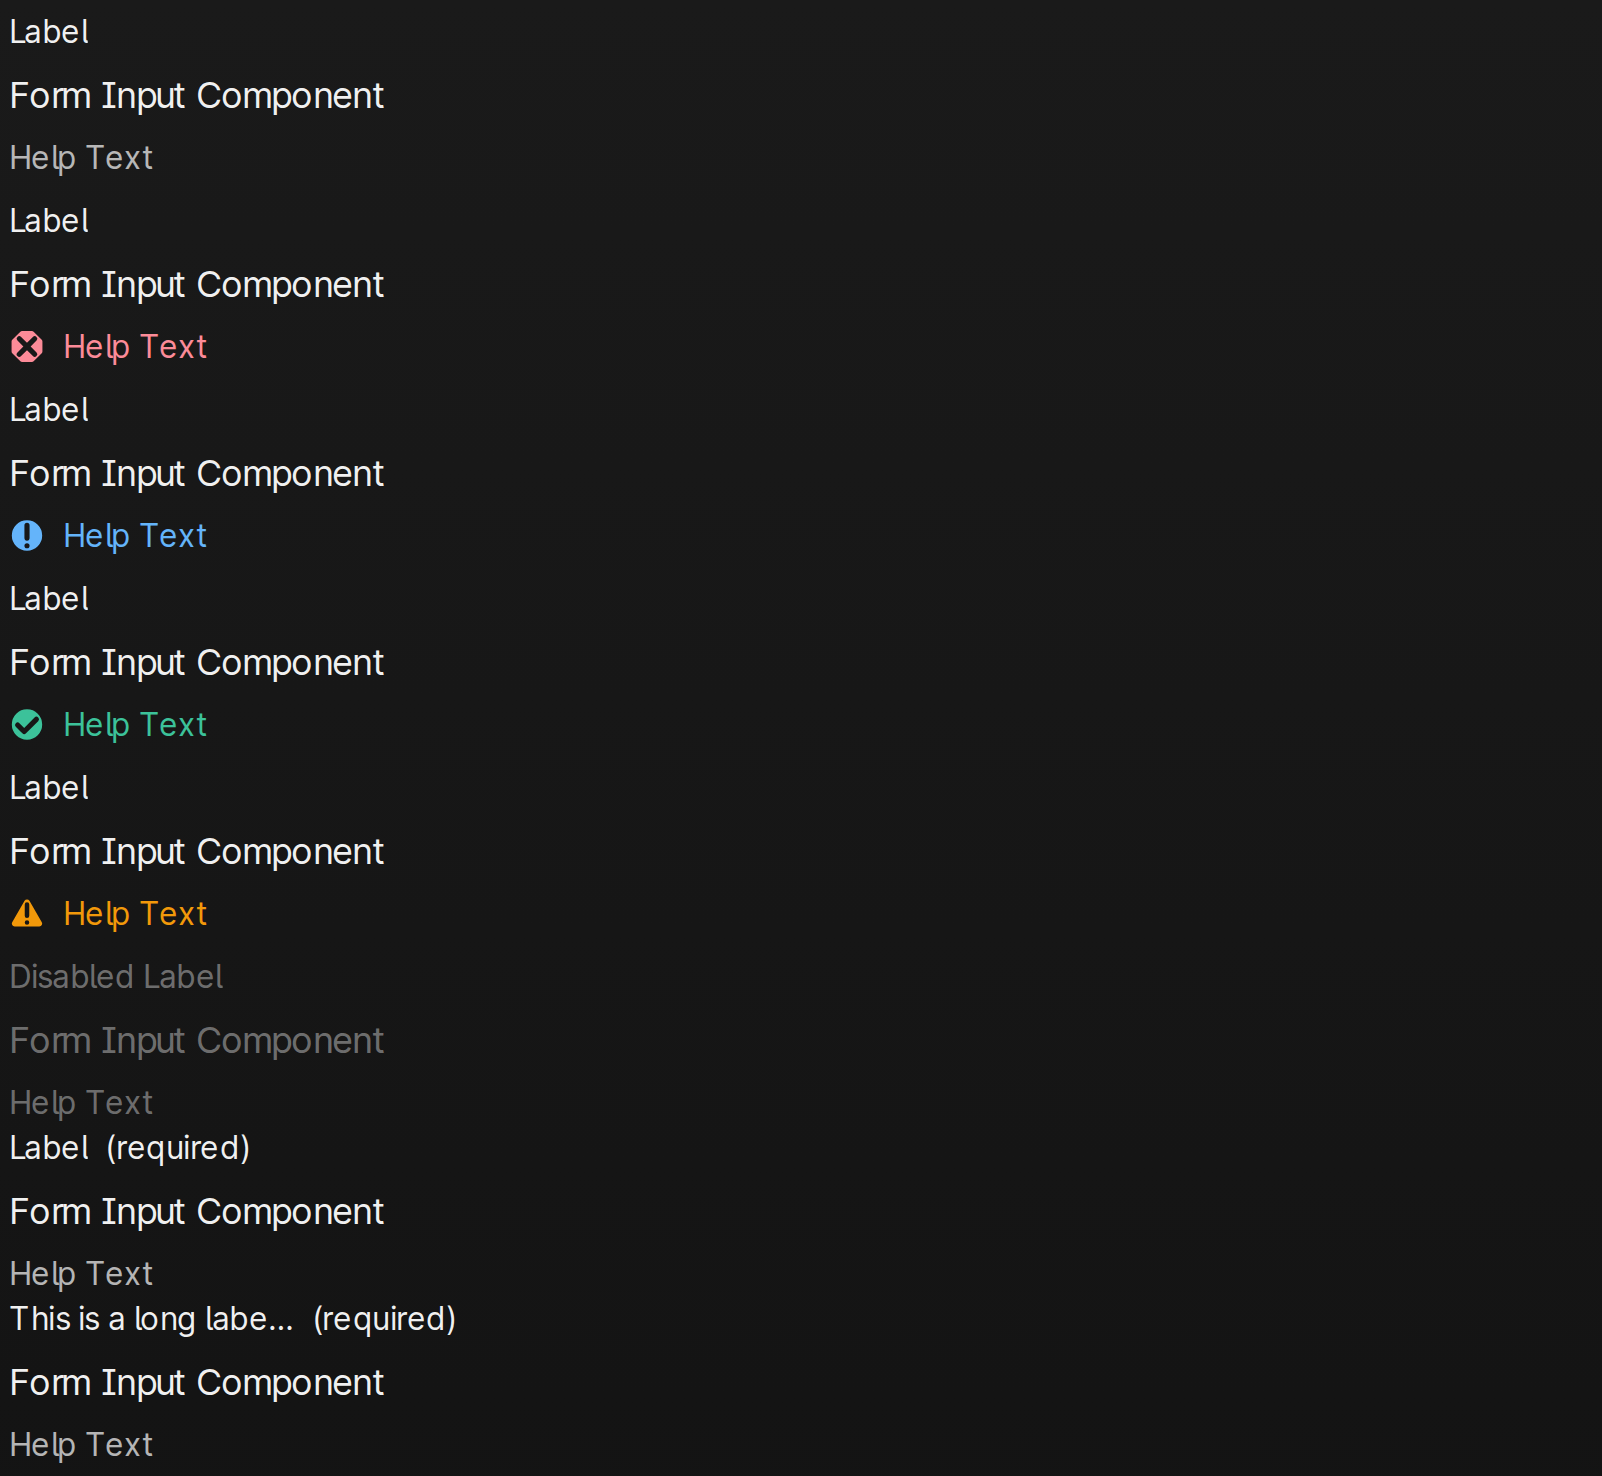 Label
Form Input Component
Help Text
Label
Form Input Component
Help Text
Label
Form Input Component
Help Text
Label
Form Input Component
Help Text
Label
Form Input Component
Help Text
Disabled Label
Form Input Component
Help Text
Label (required)
Form Input Component
Help Text
This is a long labe... (required)
Form Input Component
Help Text